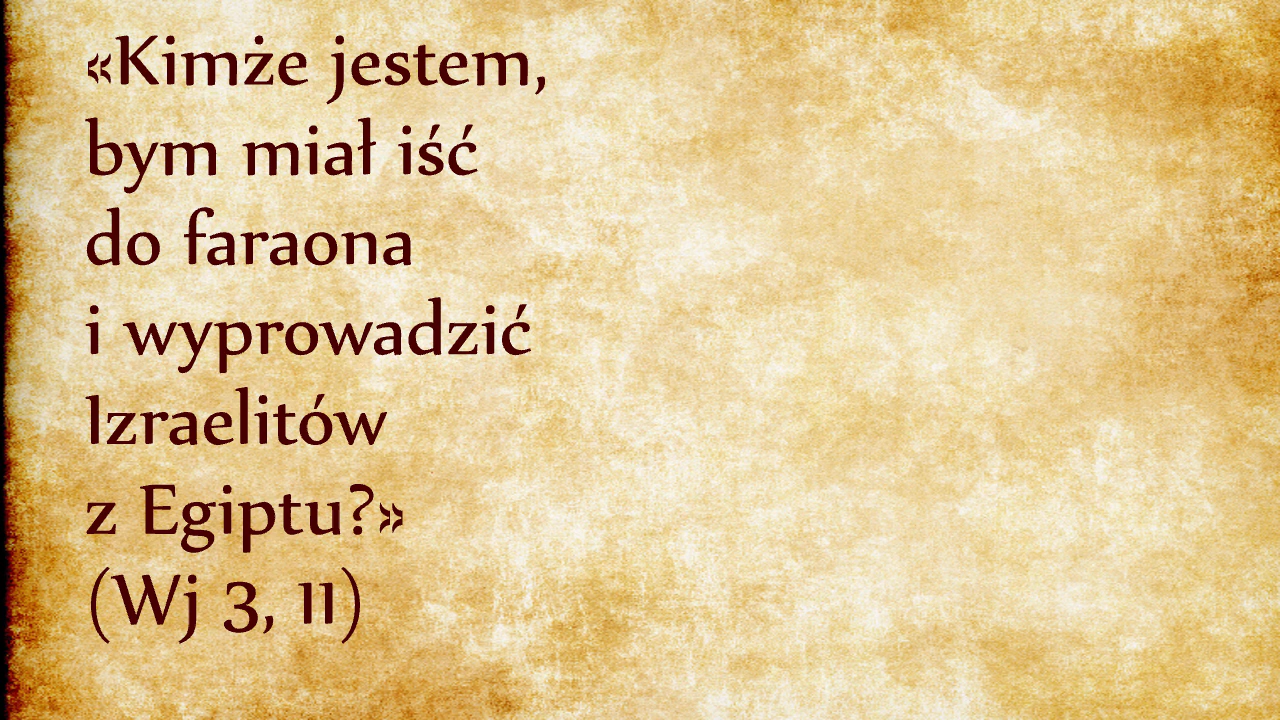 «Kimże jestem,
bym miał iść
do faraona
i wyprowadzić
Izraelitów
z Egiptu?»
(Wj 3, 11)